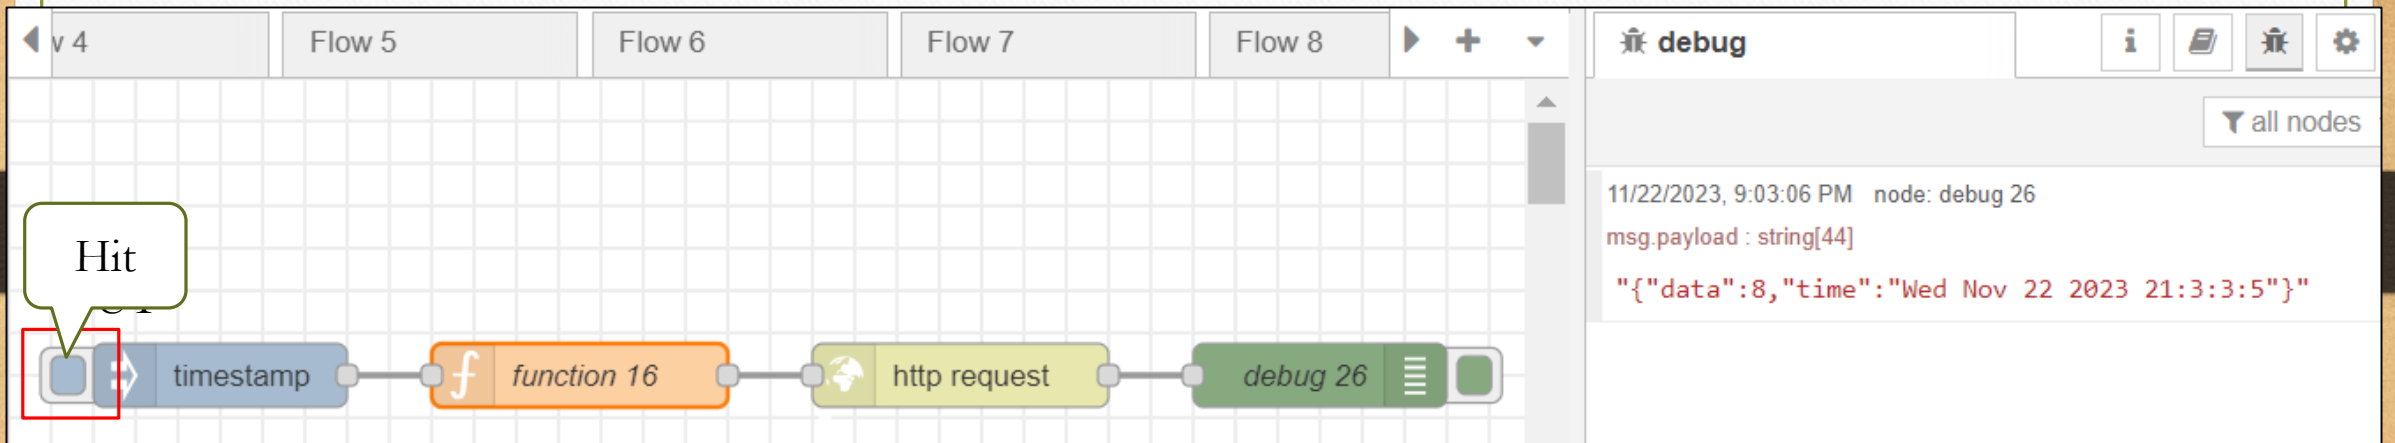 v 4
Flow 5
Flow 6
Flow 7
Flow 8
debug
i
all nodes
11/22/2023, 9:03:06 PM node: debug 26
msg.payload : string[44]
"{"data":8,"time":"Wed Nov 22 2023 21:3:3:5"}"
Hit
timestamp
function 16
http request
debug 26